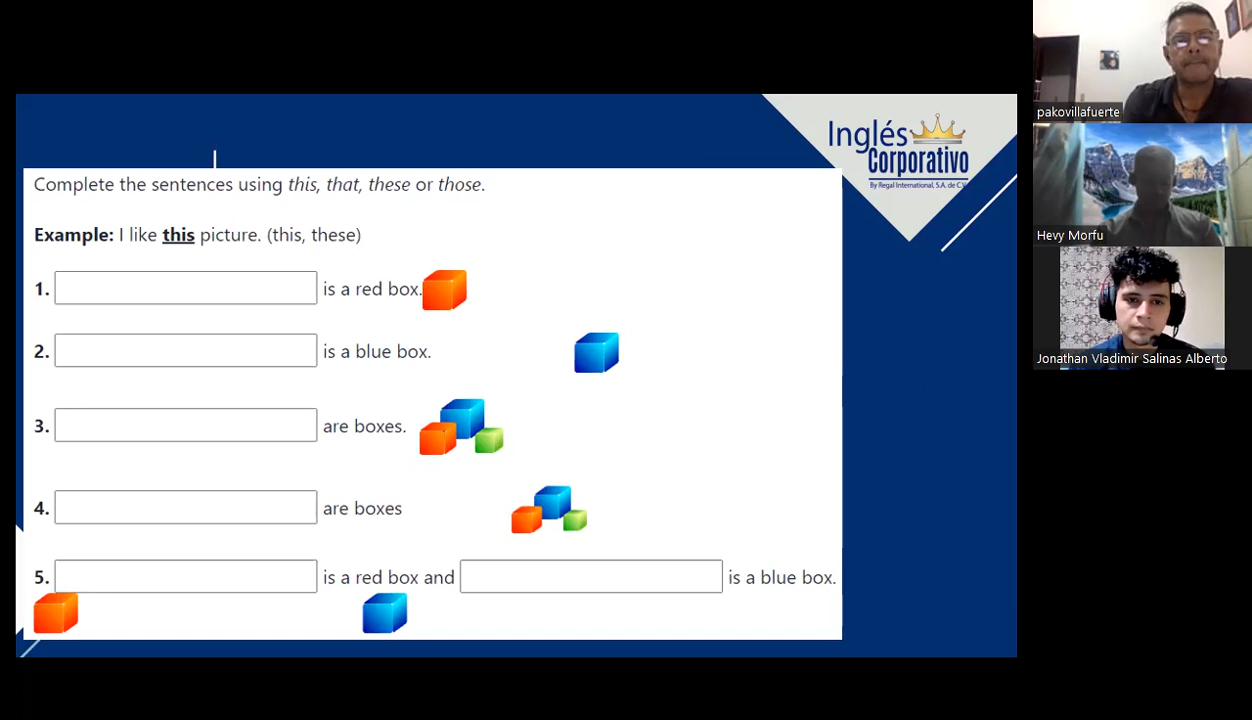 Inglés
Corporativo
By Regal International, S.A. de C.V.
Complete the sentences using this, that, these or those.
Example: I like this picture. (this, these)
1. is a red box.
2. is a blue box.
3. are boxes.
4. are boxes
5. is a red box and is a blue box.
pakovillafuerte
Hevy Morfu
Jonathan Vladimir Salinas Alberto